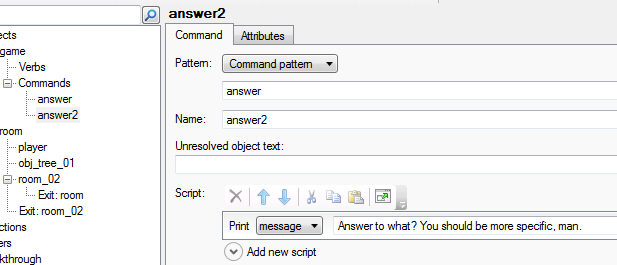 answer2
Command
Attributes
Pattern:
Command pattern
answer
Name:
answer2
Unresolved object text:
Script:
Print
message
Answer to what? You should be more specific, man.
Add new script
ects
game
Verbs
Commands
answer
answer2
room
player
obj_tree_01
room_02
Exit: room
Exit: room_02
ctions
ers
kthrough